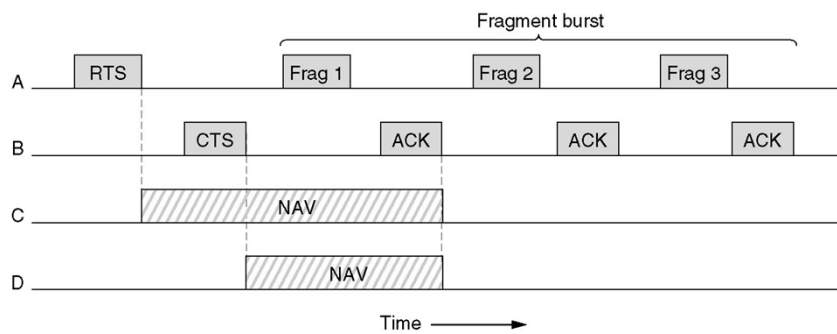 Fragment burst
A RTS Frag 1 Frag 2 Frag 3
B CTS ACK ACK ACK
C NAV
D NAV
Time